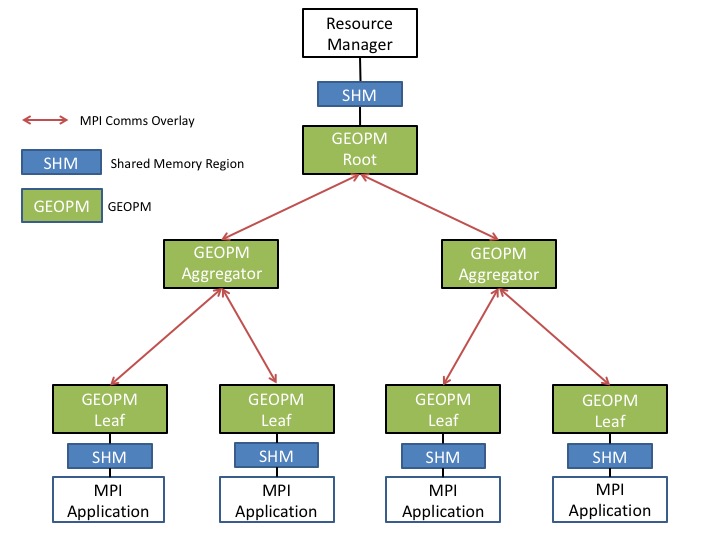 Resource
Manager
SHM
MPI Comms Overlay
GEOPM
Root
SHM
Shared Memory Region
GEOPM
GEOPM
GEOPM
Aggregator
GEOPM
Aggregator
GEOPM
Leaf
GEOPM
Leaf
GEOPM
Leaf
GEOPM
Leaf
SHM
SHM
SHM
SHM
MPI
Application
MPI
Application
MPI
Application
MPI
Application